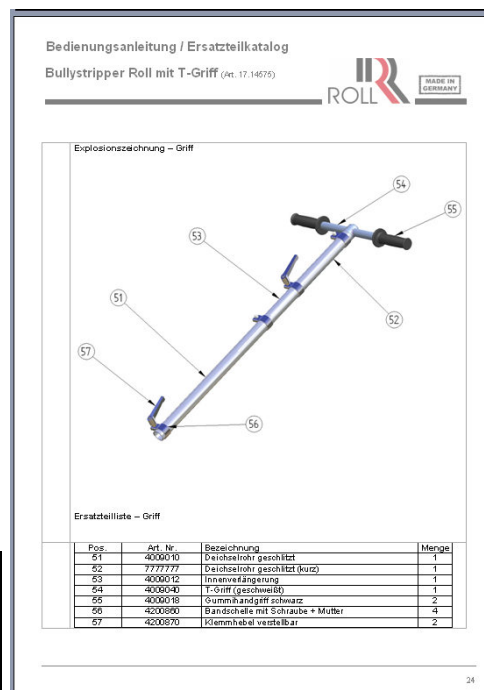 Bedienungsanleitung / Ersatzteilkatalog
Bullystripper Roll mit T-Griff (Art. 17.14575)
ROLL
MADE IN
GERMANY
Explosionszeichnung – Griff
54
55
53
51
52
57
56
Ersatzteilliste – Griff
Pos. Art. Nr. Bezeichnung Menge
51 4009010 Deichselrohr geschlitzt 1
52 7777777 Deichselrohr geschlitzt (kurz) 1
53 4009012 Innenverlängerung 1
54 4009040 T-Griff (geschweißt) 1
55 4009018 Gummihandgriff schwarz 2
56 4200860 Bandschelle mit Schraube + Mutter 4
57 4200870 Klemmhebel verstellbar 2
24